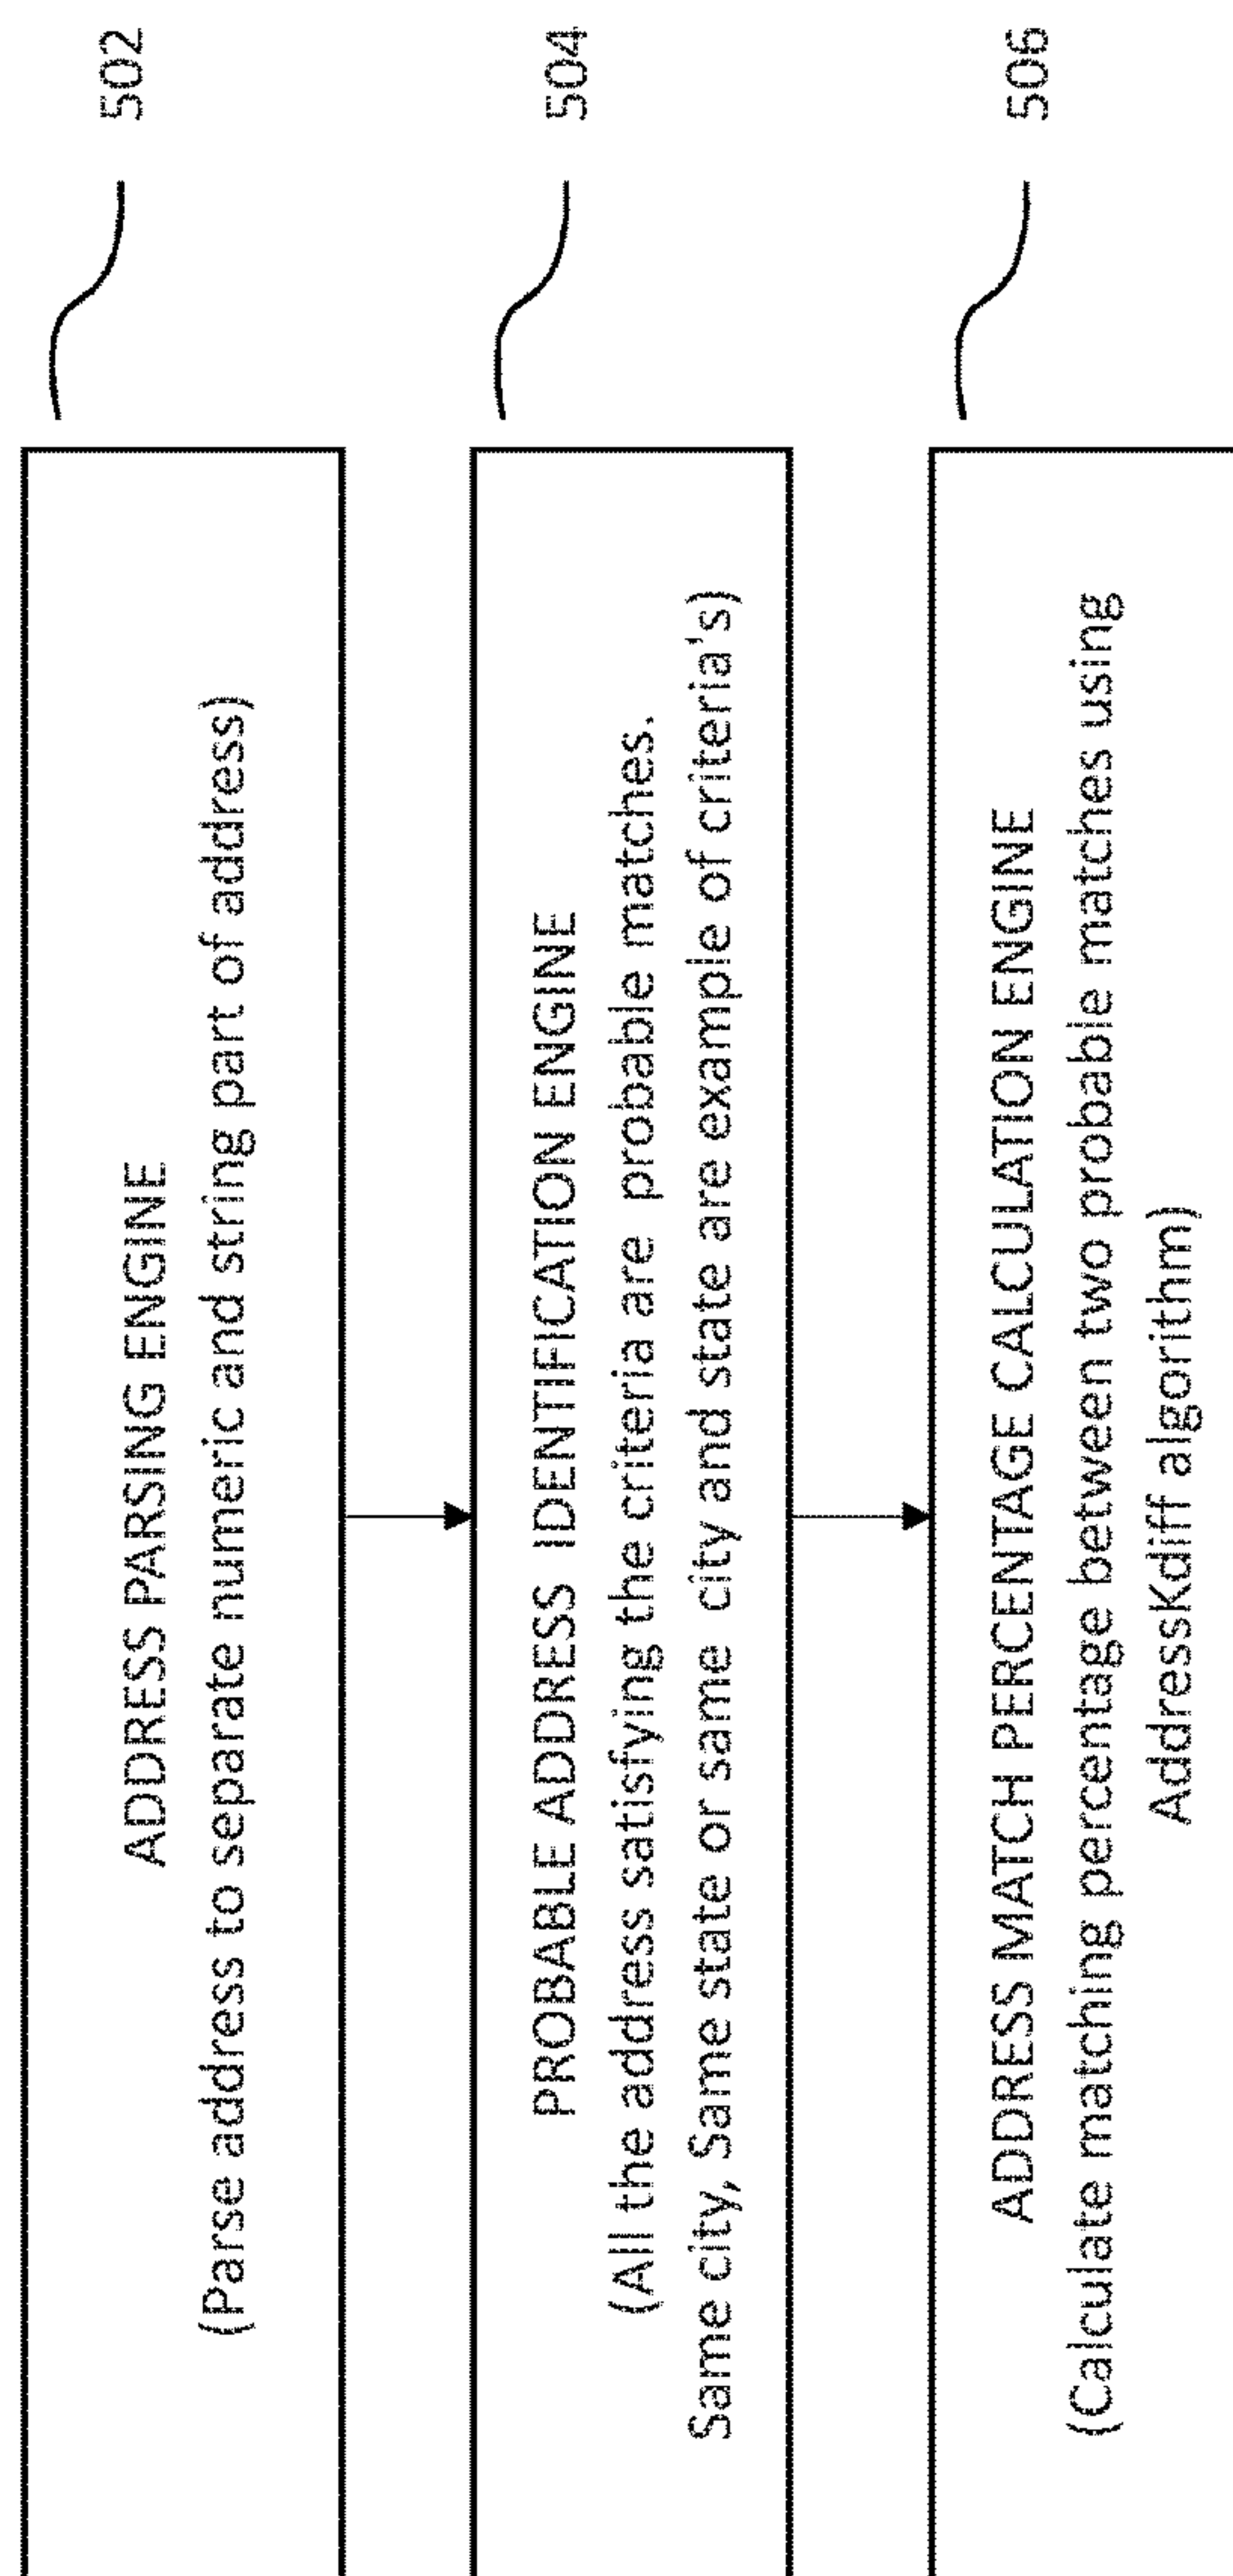 ADDRESS PARSING ENGINE
(Parse address to separate numeric and string part of address)
502
PROBABLE ADDRESS IDENTIFICATION ENGINE
(All the address satisfying the criteria are probable matches.
Same city, Same state or same city and state are example of criteria's)
504
ADDRESS MATCH PERCENTAGE CALCULATION ENGINE
(Calculate matching percentage between two probable matches using
AddressKdiff algorithm)
506